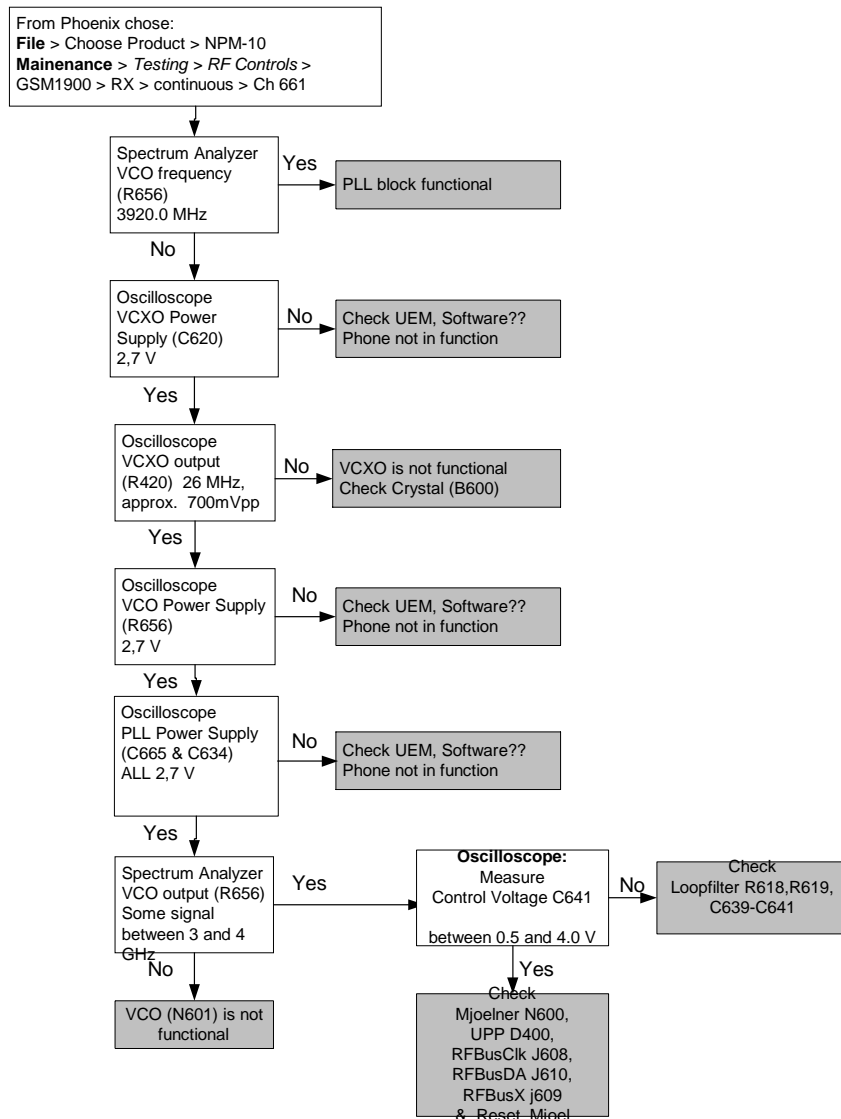 From Phoenix chose:
File > Choose Product > NPM-10
Mainenance > Testing > RF Controls >
GSM1900 > RX > continuous > Ch 661
Spectrum Analyzer
VCO frequency
(R656)
3920.0 MHz
Yes
PLL block functional
No
Oscilloscope
VCXO Power
Supply (C620)
2,7 V
No
Check UEM, Software??
Phone not in function
Yes
Oscilloscope
VCXO output
(R420) 26 MHz,
approx. 700mVpp
No
VCXO is not functional
Check Crystal (B600)
Yes
Oscilloscope
VCO Power Supply
(R656)
2,7 V
No
Check UEM, Software??
Phone not in function
Yes
Oscilloscope
PLL Power Supply
(C665 & C634)
ALL 2,7 V
No
Check UEM, Software??
Phone not in function
Yes
Spectrum Analyzer
VCO output (R656)
Some signal
between 3 and 4
GHz
Yes
Oscilloscope:
Measure
Control Voltage C641
between 0.5 and 4.0 V
No
Check
Loopfilter R618,R619,
C639-C641
No
VCO (N601) is not
functional
Yes
Check
Mjoelner N600,
UPP D400,
RFBusClk J608,
RFBusDA J610,
RFBusX j609
& Reset Mjoel